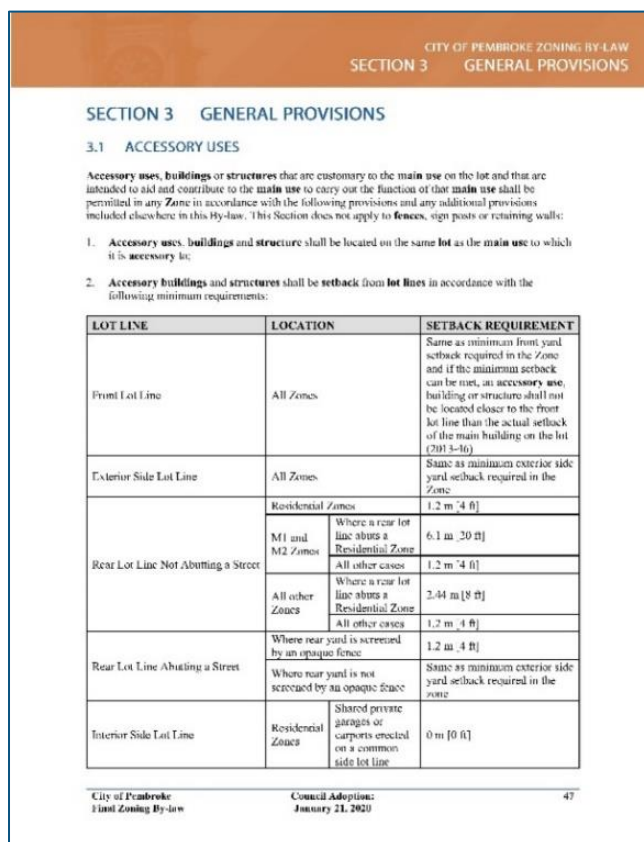 CITY OF PEMBROKE ZONING BY-LAW
SECTION 3 GENERAL PROVISIONS
SECTION 3 GENERAL PROVISIONS
3.1 ACCESSORY USES
Accessory uses, buildings or structures that are customary to the main use on the lot and that are
intended to aid and contribute to the main use to carry out the function of that main use shall be
permitted in any Zone in accordance with the following provisions and any additional provisions
included elsewhere in this By-law. This Section does not apply to fences, sign posts or retaining walls:
1. Accessory uses, buildings and structure shall be located on the same lot as the main use to which
it is accessory to;
2. Accessory buildings and structures shall be setback from lot lines in accordance with the
following minimum requirements:
LOT LINE LOCATION SETBACK REQUIREMENT
Front Lot Line All Zones Same as minimum front yard
setback required in the Zone
and if the minimum setback
can be met, an accessory use,
building or structure shall not
be located closer to the front
lot line than the actual setback
of the main building on the lot
(2013-46)
Exterior Side Lot Line All Zones Same as minimum exterior side
yard setback required in the
Zone
Rear Lot Line Not Abutting a Street Residential Zones 1.2 m [4 ft]
M1 and
M2 Zones
Where a rear lot
line abuts a
Residential Zone
6.1 m [20 ft]
All other cases 1.2 m [4 ft]
All other
Zones
Where a rear lot
line abuts a
Residential Zone
2.44 m [8 ft]
All other cases 1.2 m [4 ft]
Rear Lot Line Abutting a Street
Where rear yard is screened
by an opaque fence
1.2 m [4 ft]
Where rear yard is not
screened by an opaque fence
Same as minimum exterior side
yard setback required in the
zone
Interior Side Lot Line
Residential
Zones
Shared private
garages or
carports erected
on a common
side lot line
0 m [0 ft]
City of Pembroke Council Adoption: 47
Final Zoning By-law January 21, 2020